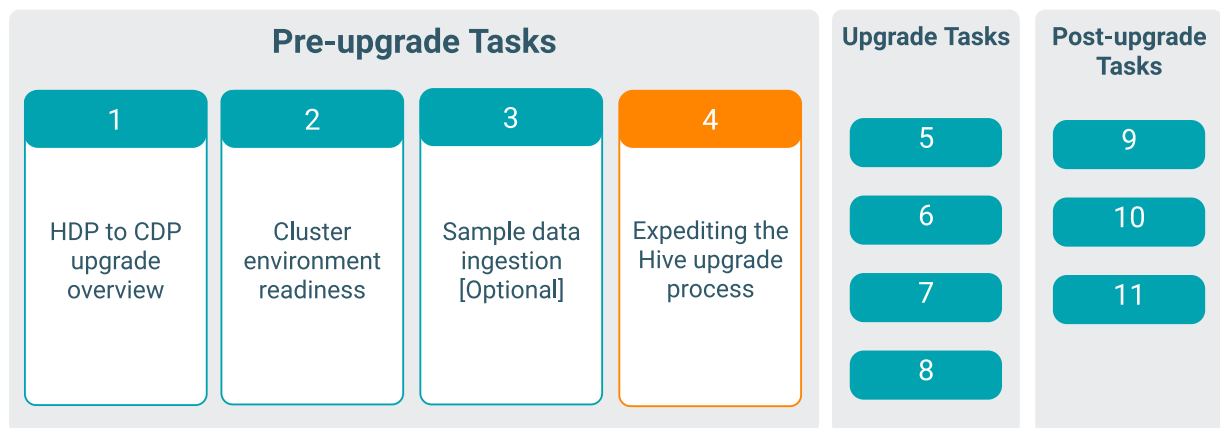 Pre-upgrade Tasks
1
HDP to CDP
upgrade
overview
2
Cluster
environment
readiness
3
Sample data
ingestion
[Optional]
4
Expediting the
Hive upgrade
process
Upgrade Tasks
5
6
7
8
Post-upgrade
Tasks
9
10
11